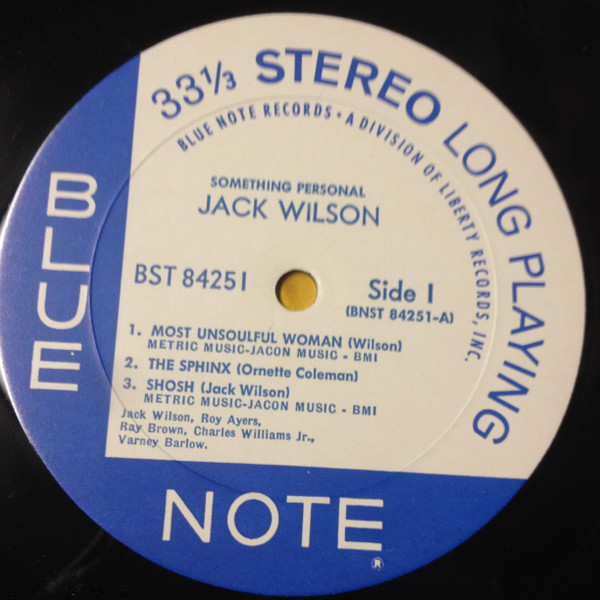 33⅓ STEREO LONG PLAYING
BLUE NOTE RECORDS • A DIVISION OF LIBERTY RECORDS, INC.
SOMETHING PERSONAL
JACK WILSON
BST 84251
Side 1
(BNST 84251-A)
1. MOST UNSOULFUL WOMAN (Wilson)
METRIC MUSIC-JACON MUSIC - BMI
2. THE SPHINX (Ornette Coleman)
3. SHOSH (Jack Wilson)
METRIC MUSIC-JACON MUSIC - BMI
Jack Wilson, Roy Ayers,
Ray Brown, Charles Williams Jr.,
Varney Barlow.
BLUE
NOTE
®